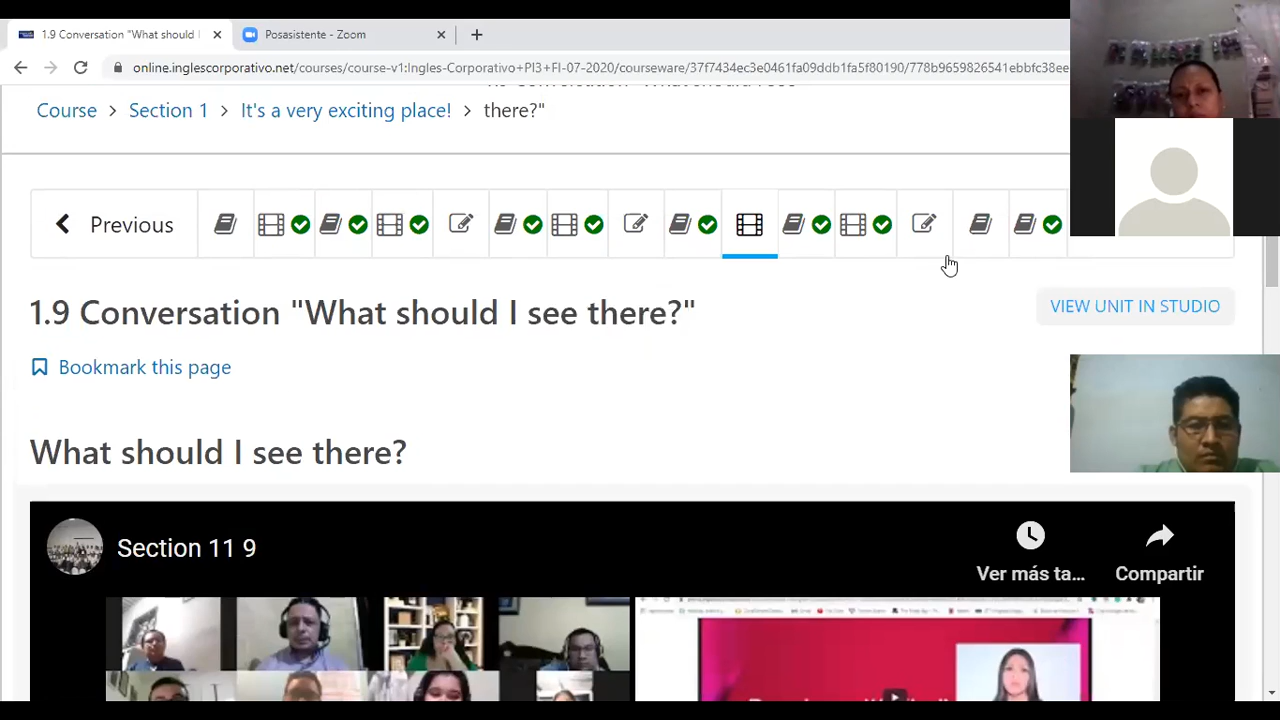 1.9 Conversation "What should I
Posasistente - Zoom
online.inglescorporativo.net/courses/course-v1:Ingles-Corporativo+PI3+FI-07-2020/courseware/37f7434ec3e0461fa09ddb1fa5f80190/778b9659826541ebbfc38ee
Course > Section 1 > It's a very exciting place! > there?"
Previous
1.9 Conversation "What should I see there?"
VIEW UNIT IN STUDIO
Bookmark this page
What should I see there?
Section 11 9
Ver más ta...
Compartir